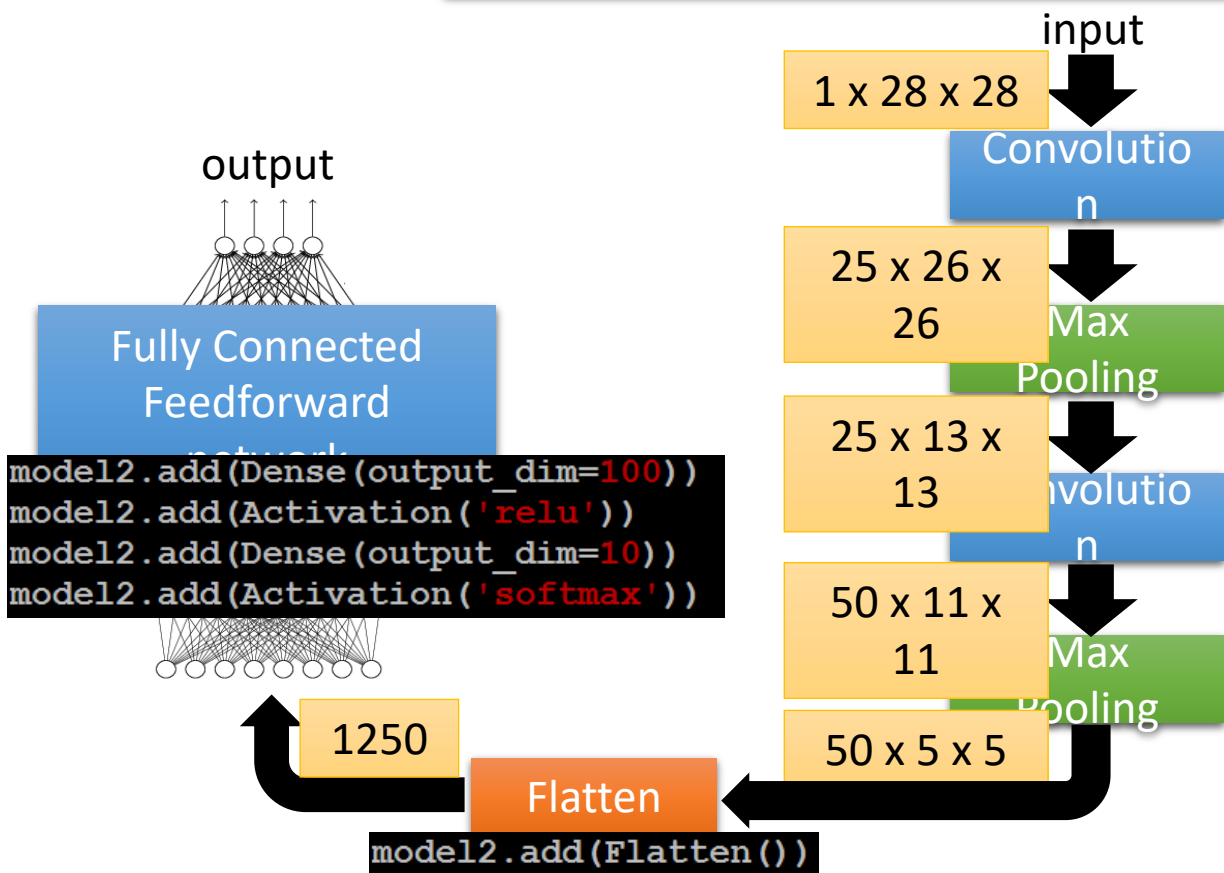 input
1 x 28 x 28
Convolutio
n
25 x 26 x
26
Max
Pooling
25 x 13 x
13
nvolutio
n
50 x 11 x
11
Max
Pooling
50 x 5 x 5
Flatten
model2.add(Flatten())
1250
output
Fully Connected
Feedforward
network
model2.add(Dense(output_dim=100))
model2.add(Activation('relu'))
model2.add(Dense(output_dim=10))
model2.add(Activation('softmax'))